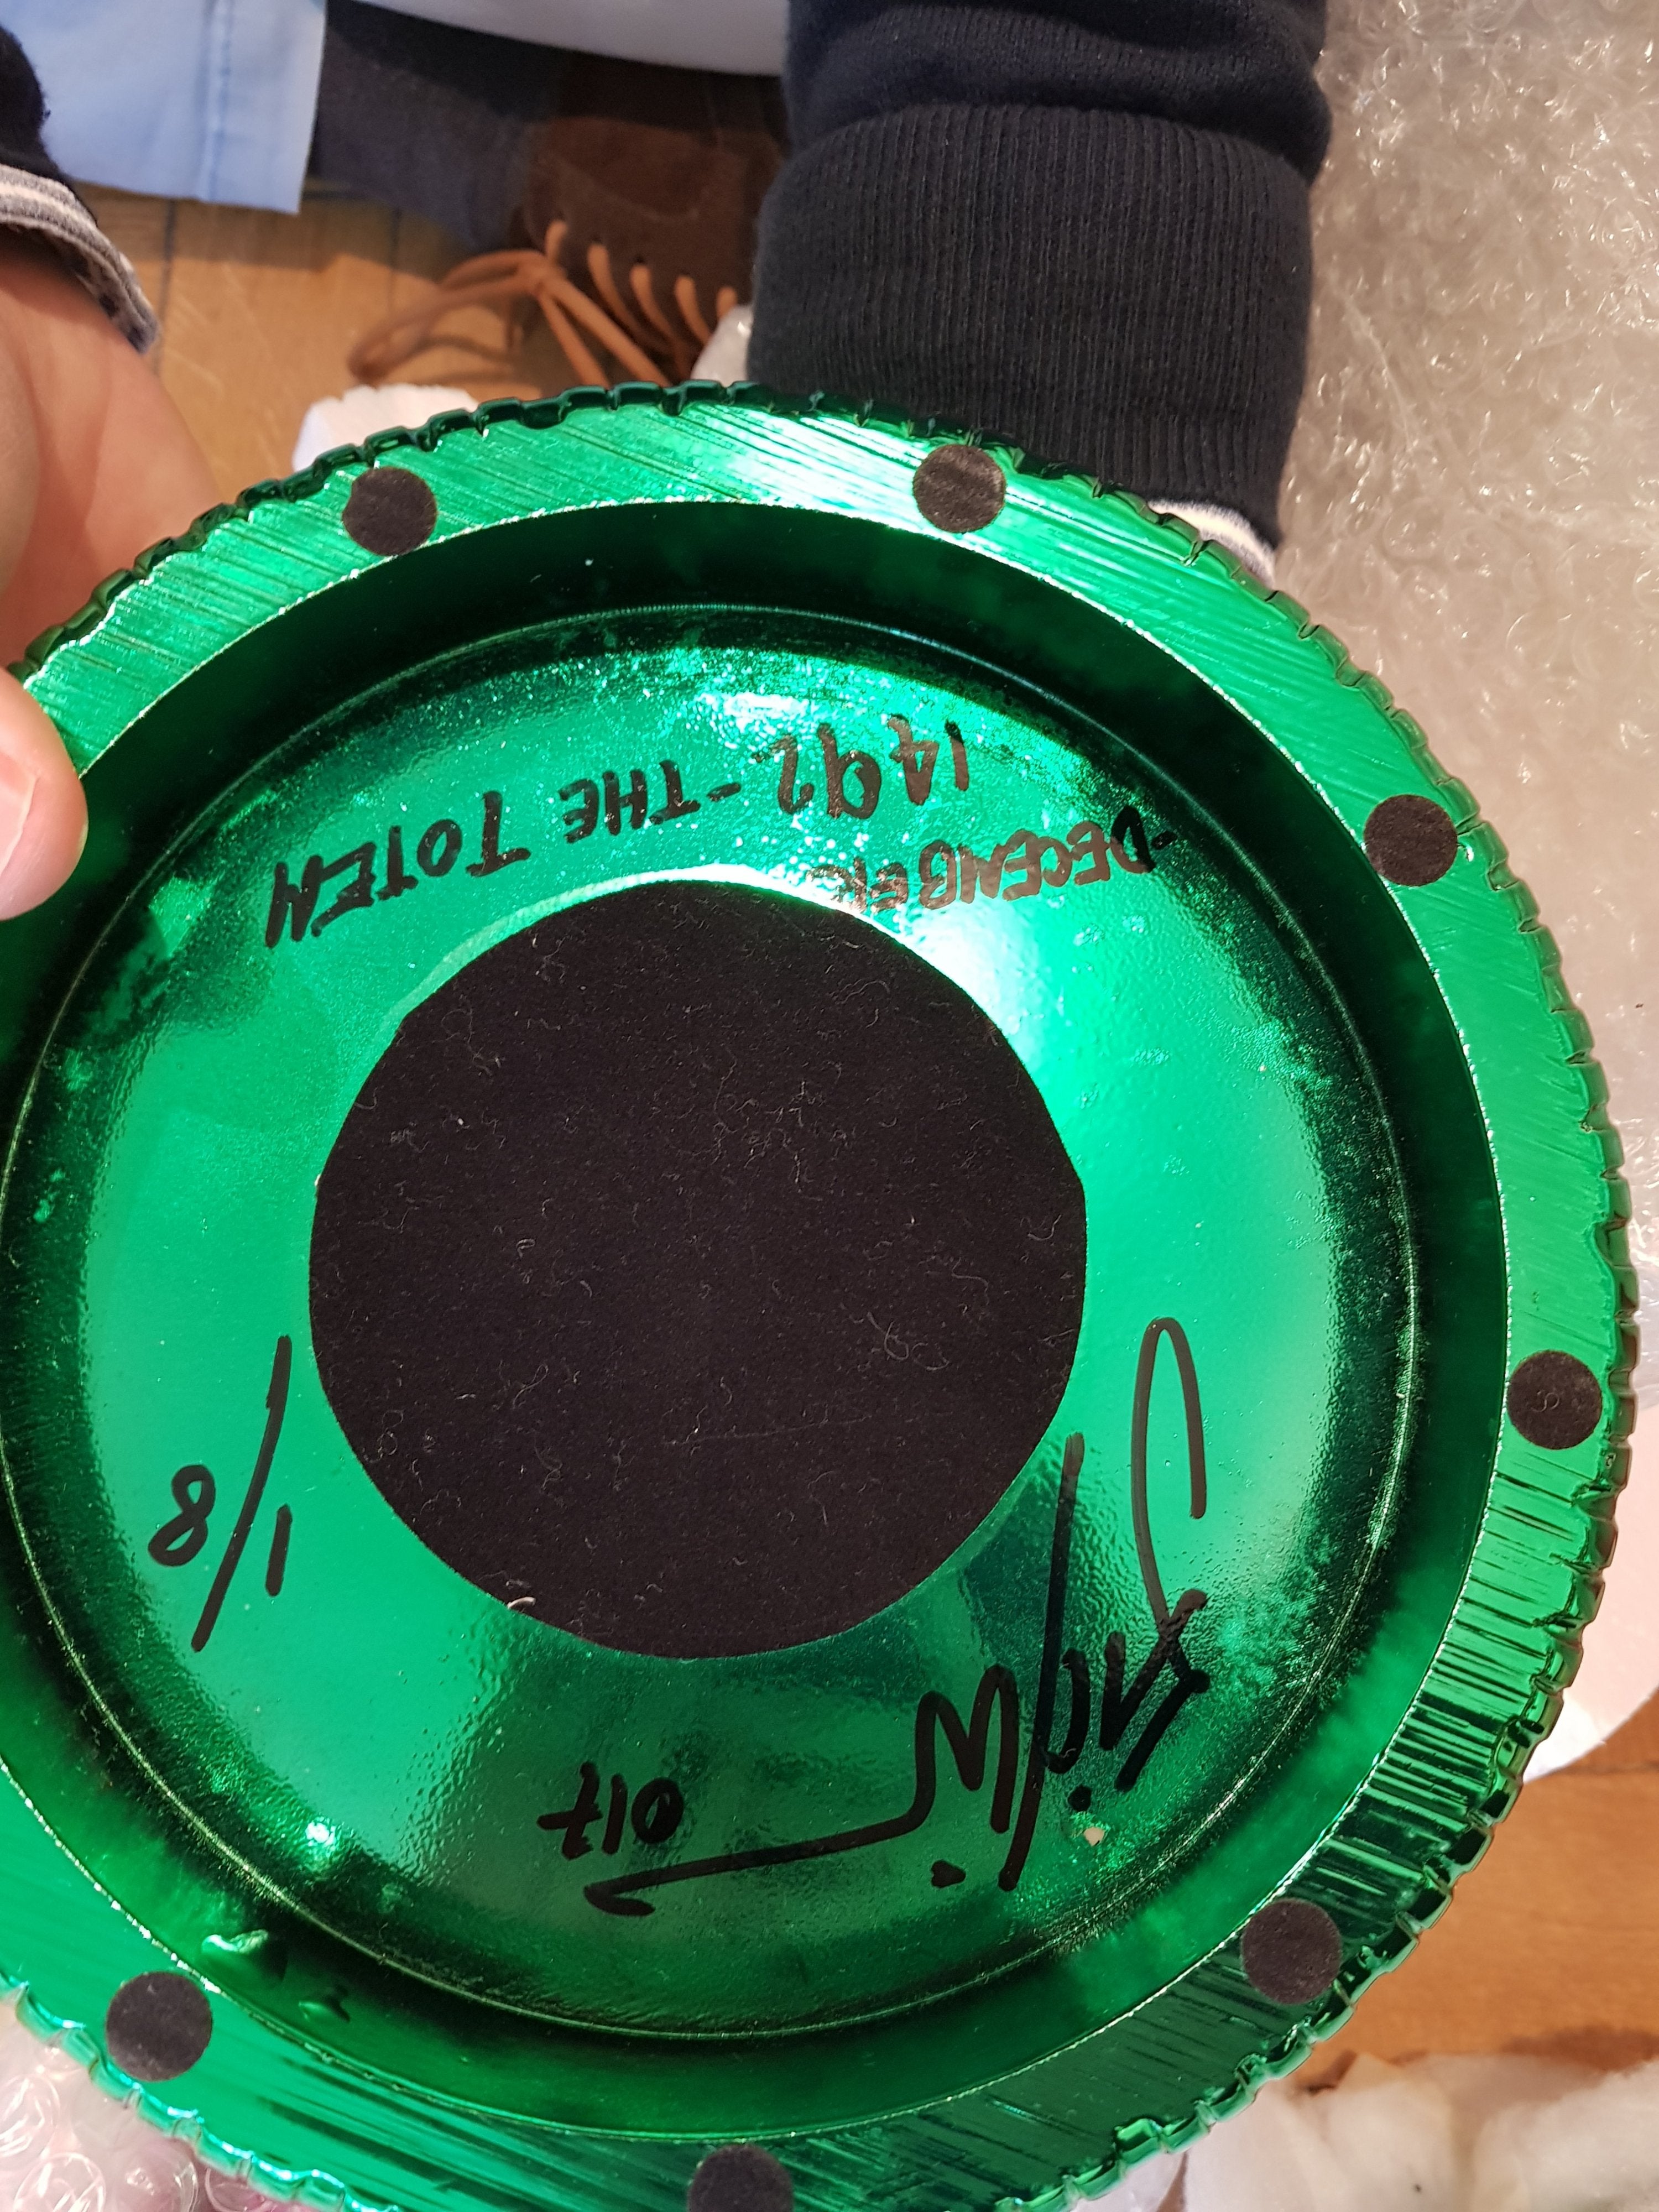 017
1/8
-DECEMBER
1492 - THE TOTEM